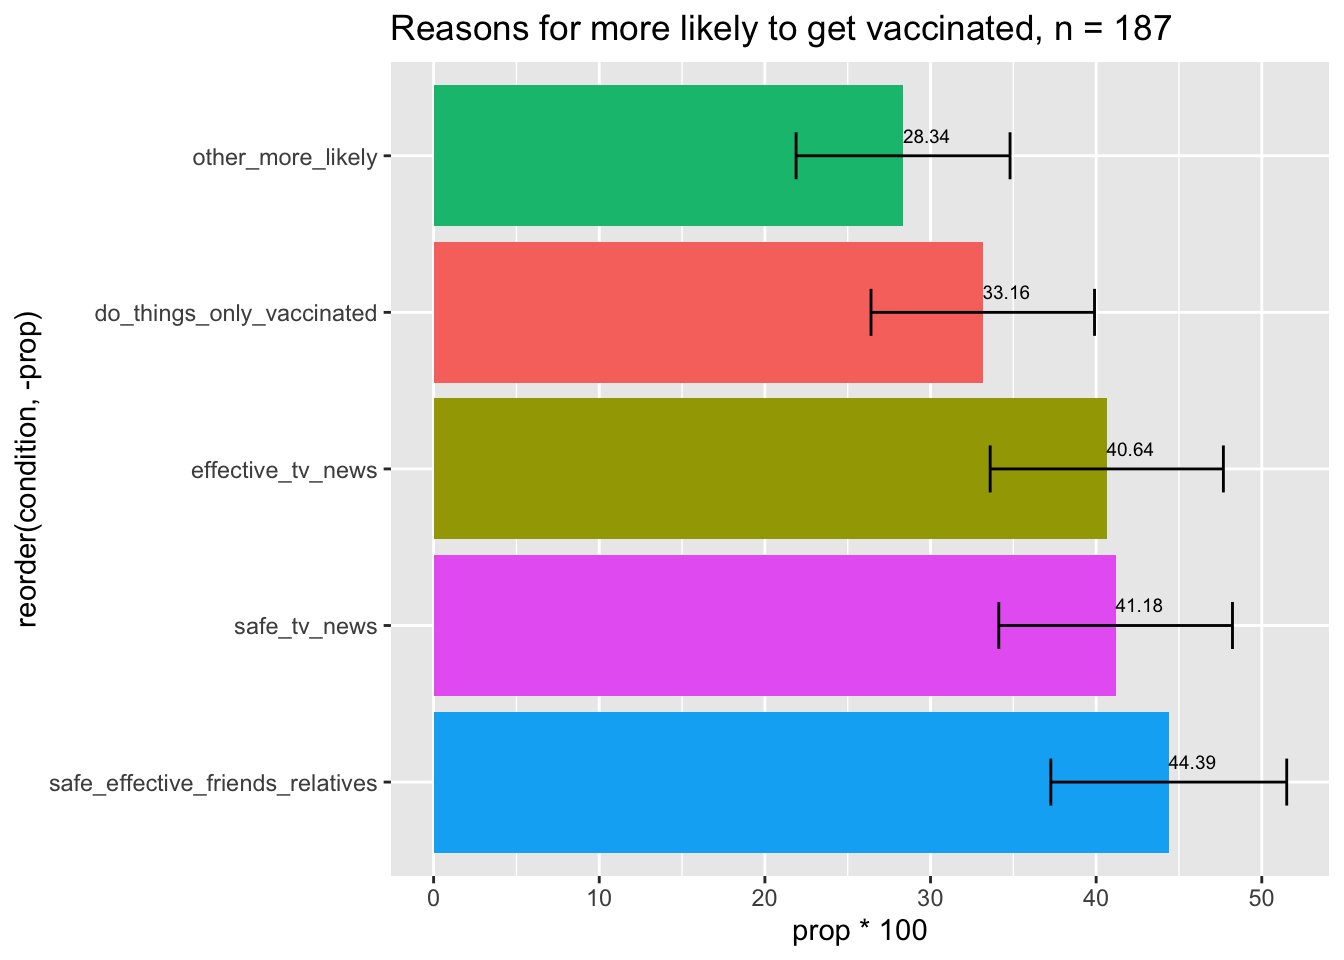 Reasons for more likely to get vaccinated, n = 187
reorder(condition, -prop)
other_more_likely
28.34
do_things_only_vaccinated
33.16
effective_tv_news
40.64
safe_tv_news
41.18
safe_effective_friends_relatives
44.39
0 10 20 30 40 50
prop * 100